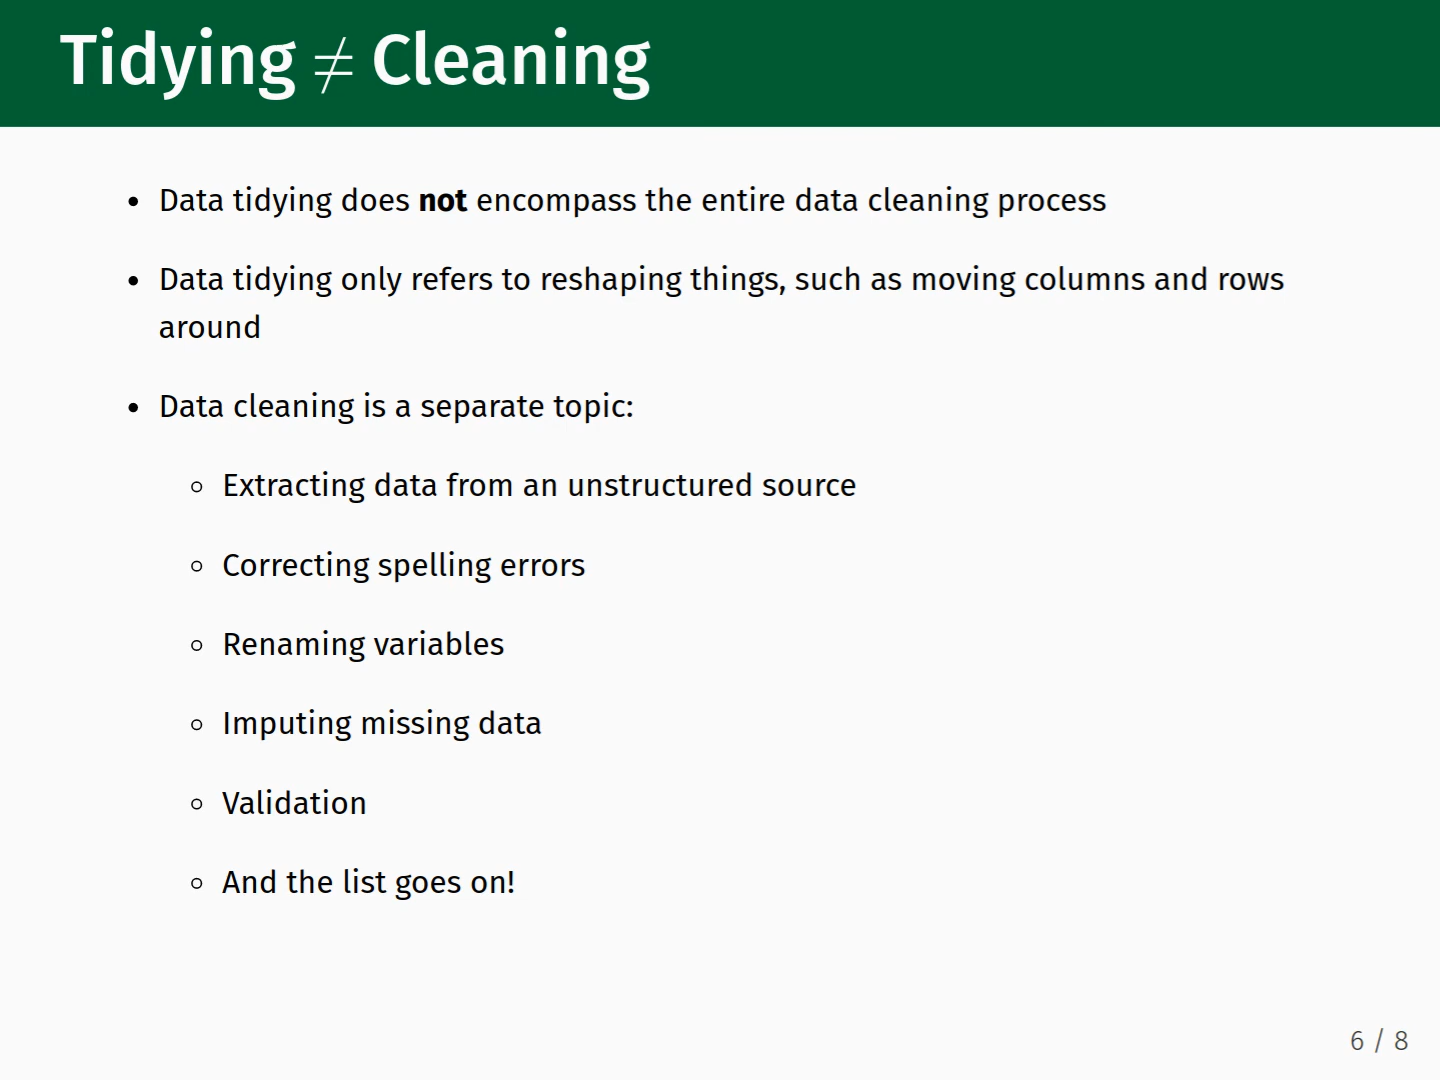 Tidying ≠ Cleaning
• Data tidying does not encompass the entire data cleaning process
• Data tidying only refers to reshaping things, such as moving columns and rows
around
• Data cleaning is a separate topic:
◦ Extracting data from an unstructured source
◦ Correcting spelling errors
◦ Renaming variables
◦ Imputing missing data
◦ Validation
◦ And the list goes on!
6 / 8